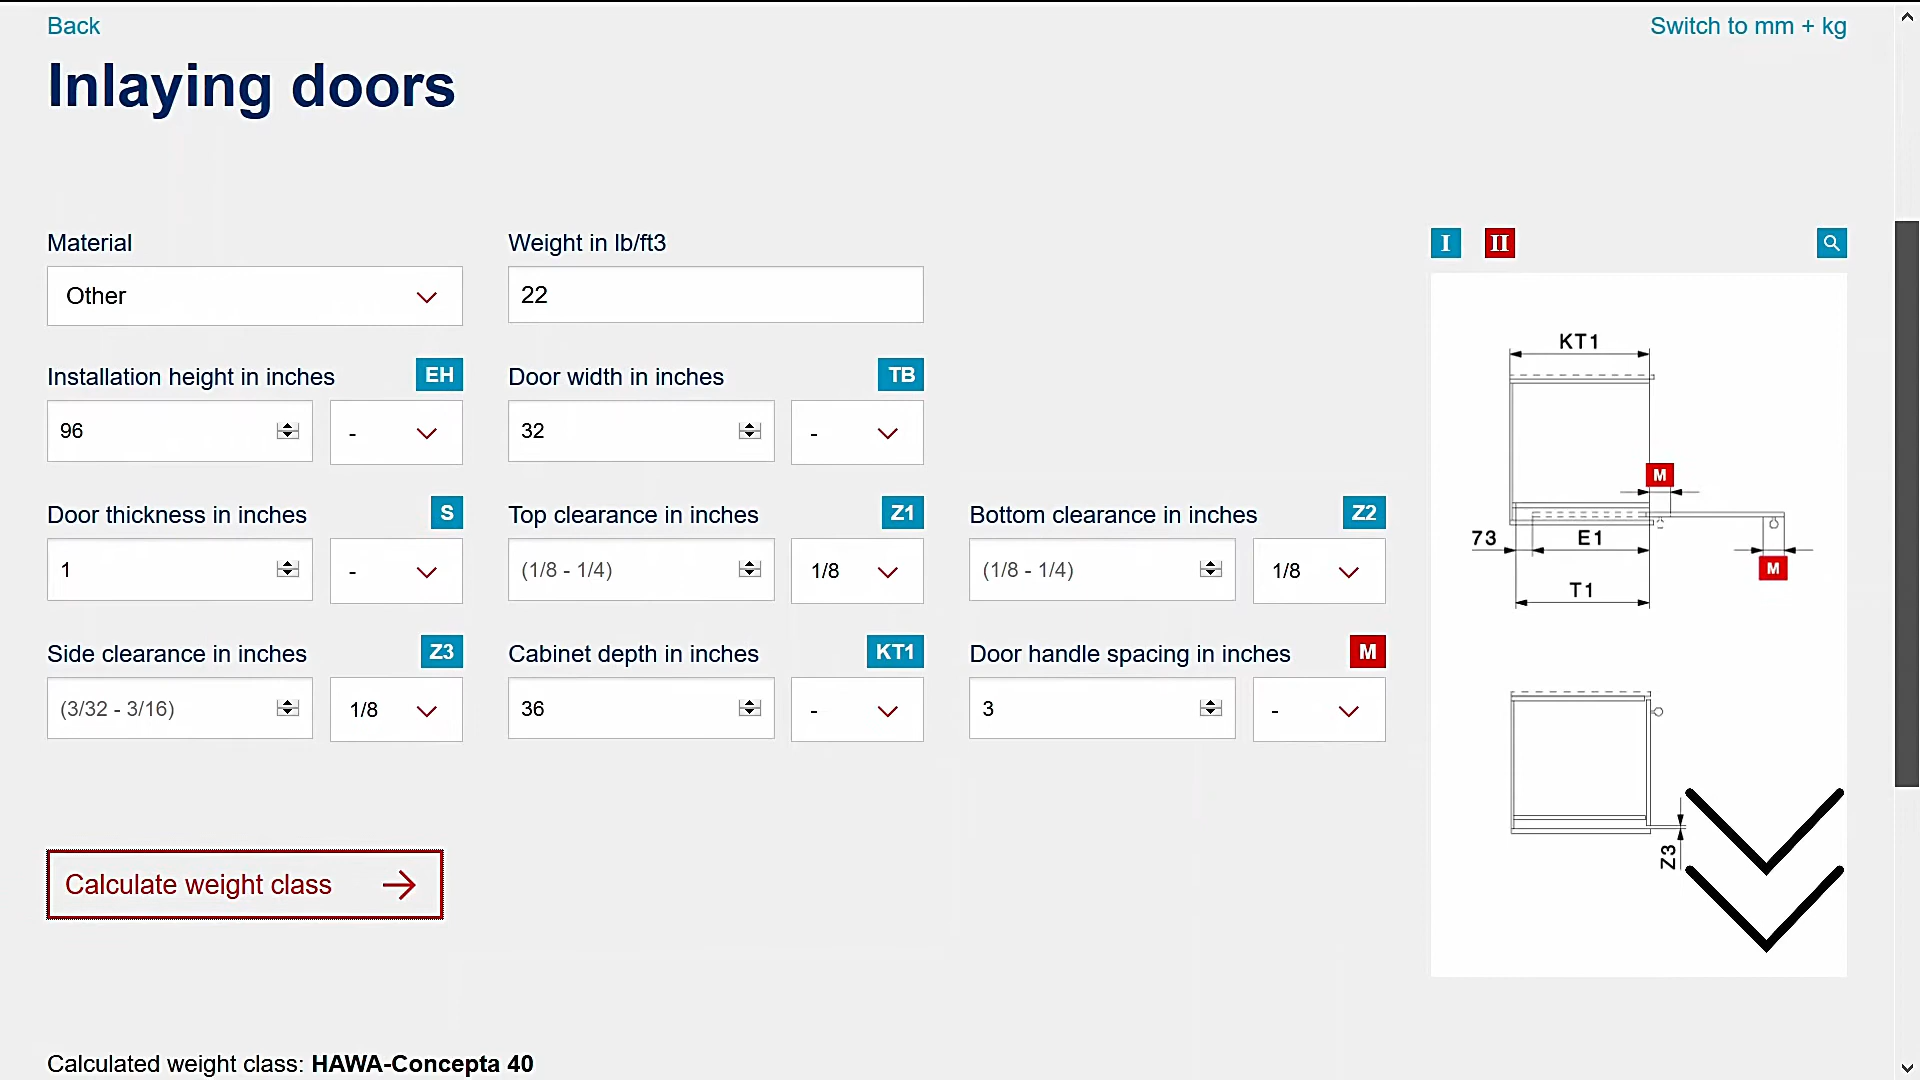 Back
Switch to mm + kg
Inlaying doors
Material
Weight in lb/ft3
I II
Other
22
Installation height in inches EH
Door width in inches TB
96 -
32 -
Door thickness in inches S
Top clearance in inches Z1
Bottom clearance in inches Z2
1 -
(1/8 - 1/4) 1/8
(1/8 - 1/4) 1/8
Side clearance in inches Z3
Cabinet depth in inches KT1
Door handle spacing in inches M
(3/32 - 3/16) 1/8
36 -
3 -
KT1
M
73 E1
M
T1
Z3
Calculate weight class
Calculated weight class: HAWA-Concepta 40